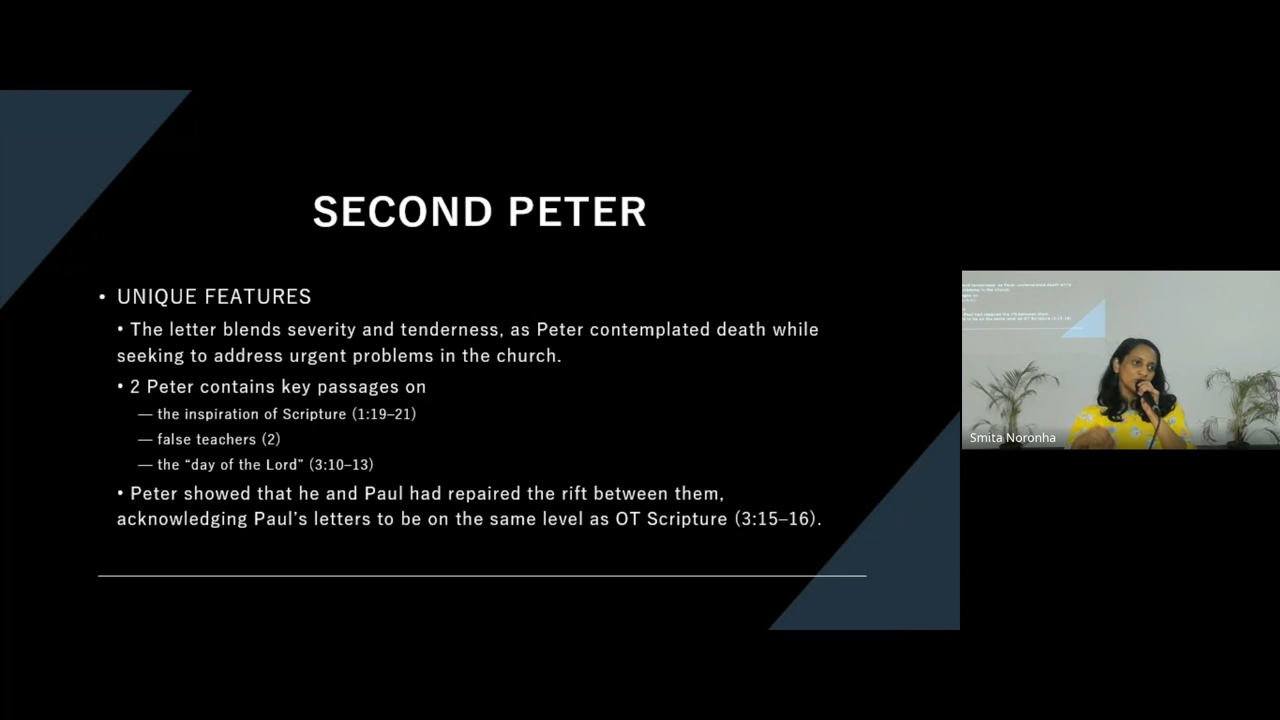 SECOND PETER
• UNIQUE FEATURES
• The letter blends severity and tenderness, as Peter contemplated death while
seeking to address urgent problems in the church.
• 2 Peter contains key passages on
— the inspiration of Scripture (1:19–21)
— false teachers (2)
— the “day of the Lord” (3:10–13)
• Peter showed that he and Paul had repaired the rift between them,
acknowledging Paul’s letters to be on the same level as OT Scripture (3:15–16).
Smita Noronha